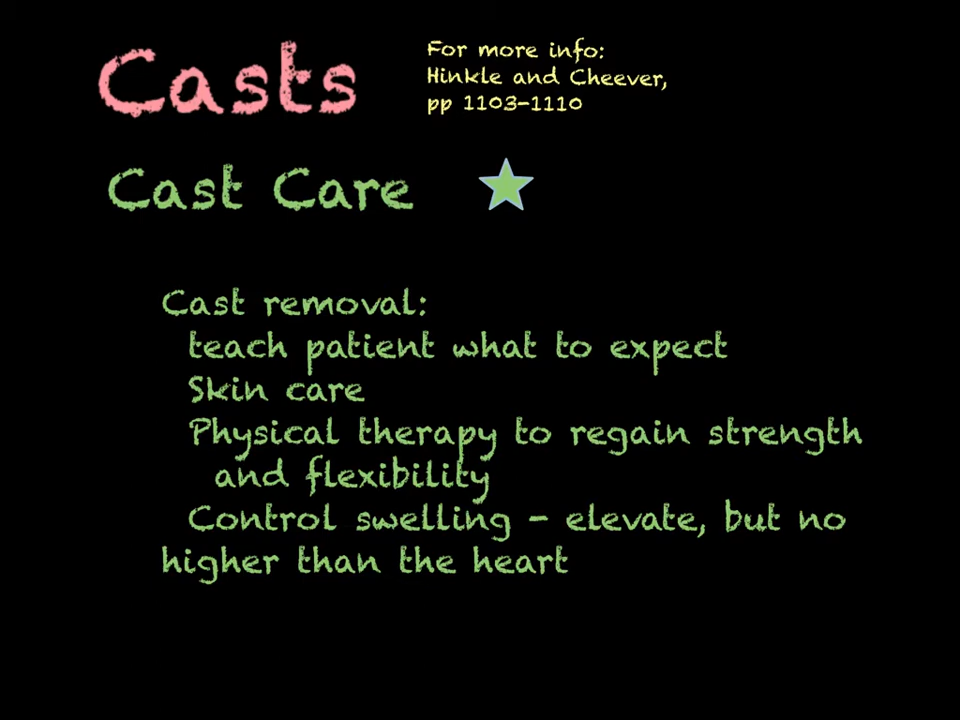 Casts
For more info:
Hinkle and Cheever,
pp 1103-1110
Cast Care
Cast removal:
teach patient what to expect
Skin care
Physical therapy to regain strength
and flexibility
Control swelling - elevate, but no
higher than the heart